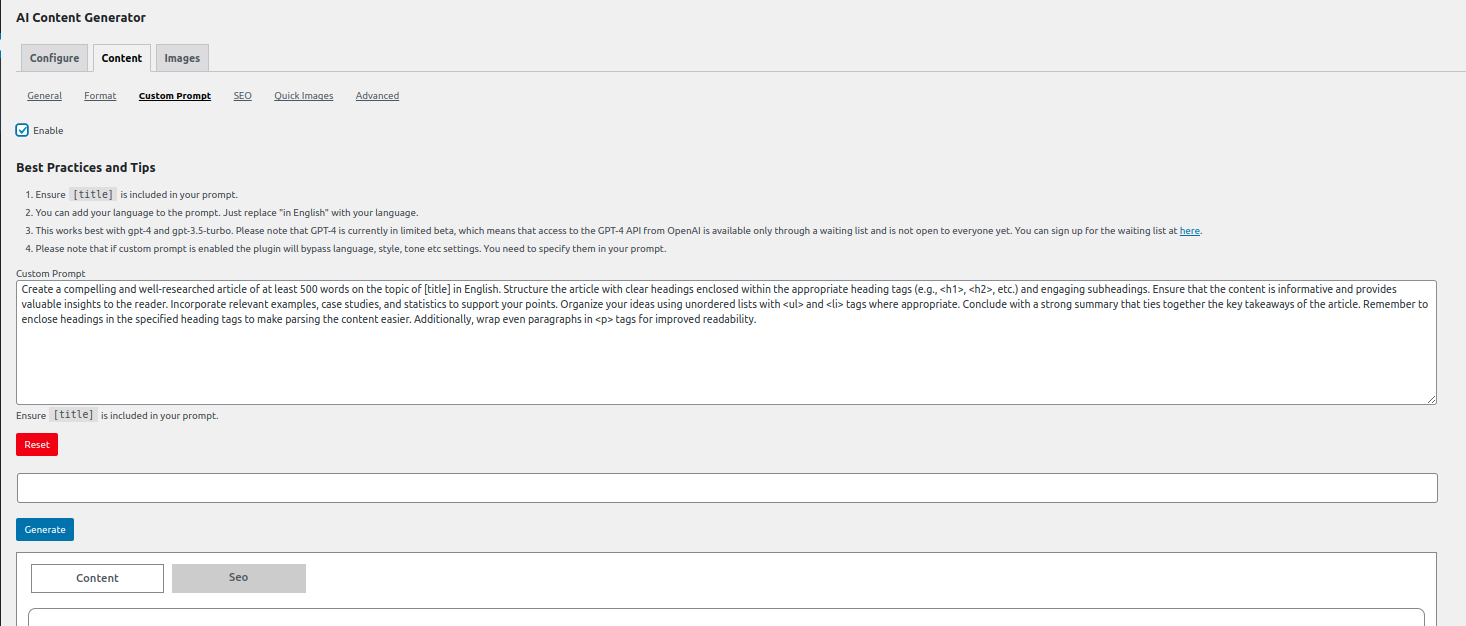 AI Content Generator
Configure Content Images
General Format Custom Prompt SEO Quick Images Advanced
Enable
Best Practices and Tips
1. Ensure [title] is included in your prompt.
2. You can add your language to the prompt. Just replace "in English" with your language.
3. This works best with gpt-4 and gpt-3.5-turbo. Please note that GPT-4 is currently in limited beta, which means that access to the GPT-4 API from OpenAI is available only through a waiting list and is not open to everyone yet. You can sign up for the waiting list at here.
4. Please note that if custom prompt is enabled the plugin will bypass language, style, tone etc settings. You need to specify them in your prompt.
Custom Prompt
Create a compelling and well-researched article of at least 500 words on the topic of [title] in English. Structure the article with clear headings enclosed within the appropriate heading tags (e.g., <h1>, <h2>, etc.) and engaging subheadings. Ensure that the content is informative and provides
valuable insights to the reader. Incorporate relevant examples, case studies, and statistics to support your points. Organize your ideas using unordered lists with <ul> and <li> tags where appropriate. Conclude with a strong summary that ties together the key takeaways of the article. Remember to
enclose headings in the specified heading tags to make parsing the content easier. Additionally, wrap even paragraphs in <p> tags for improved readability.
Ensure [title] is included in your prompt.
Reset
Generate
Content Seo